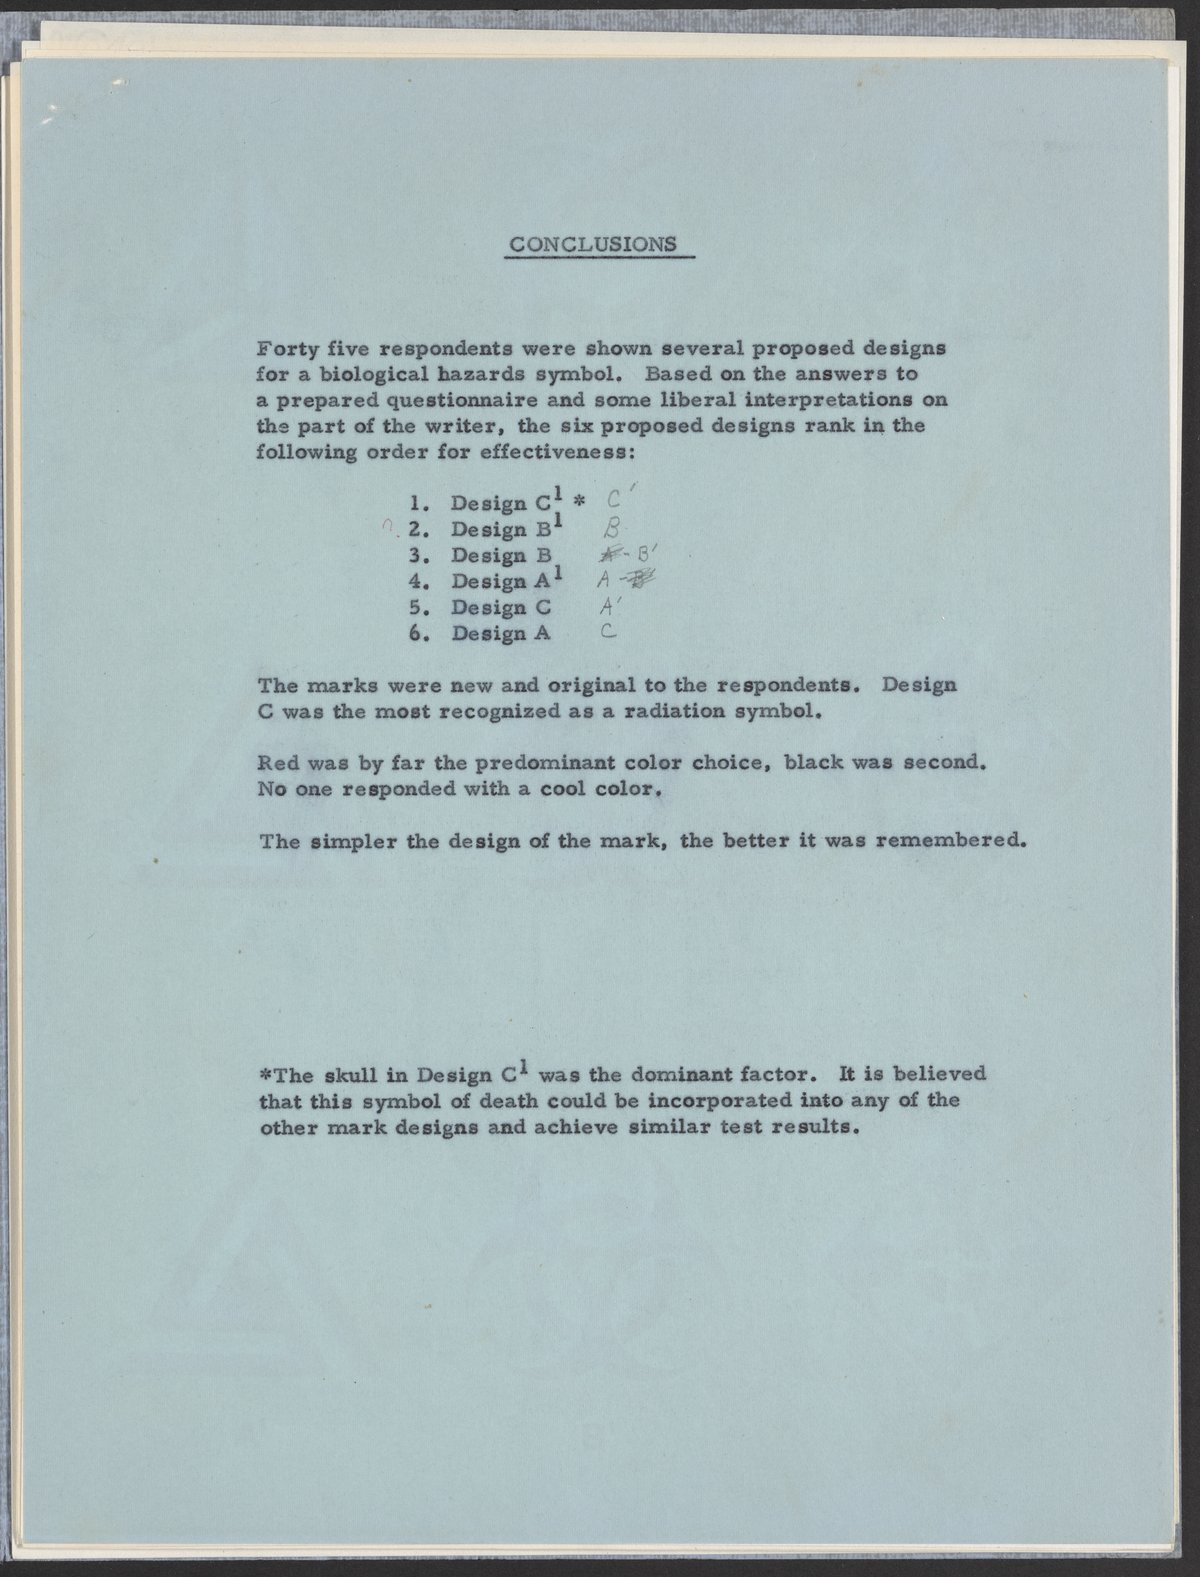 CONCLUSIONS
Forty five respondents were shown several proposed designs
for a biological hazards symbol. Based on the answers to
a prepared questionnaire and some liberal interpretations on
the part of the writer, the six proposed designs rank in the
following order for effectiveness:
1. Design C¹ * C'
?. 2. Design B¹ B
3. Design B - B'
4. Design A¹ A -
5. Design C A'
6. Design A C
The marks were new and original to the respondents. Design
C was the most recognized as a radiation symbol.
Red was by far the predominant color choice, black was second.
No one responded with a cool color.
The simpler the design of the mark, the better it was remembered.
*The skull in Design C¹ was the dominant factor. It is believed
that this symbol of death could be incorporated into any of the
other mark designs and achieve similar test results.